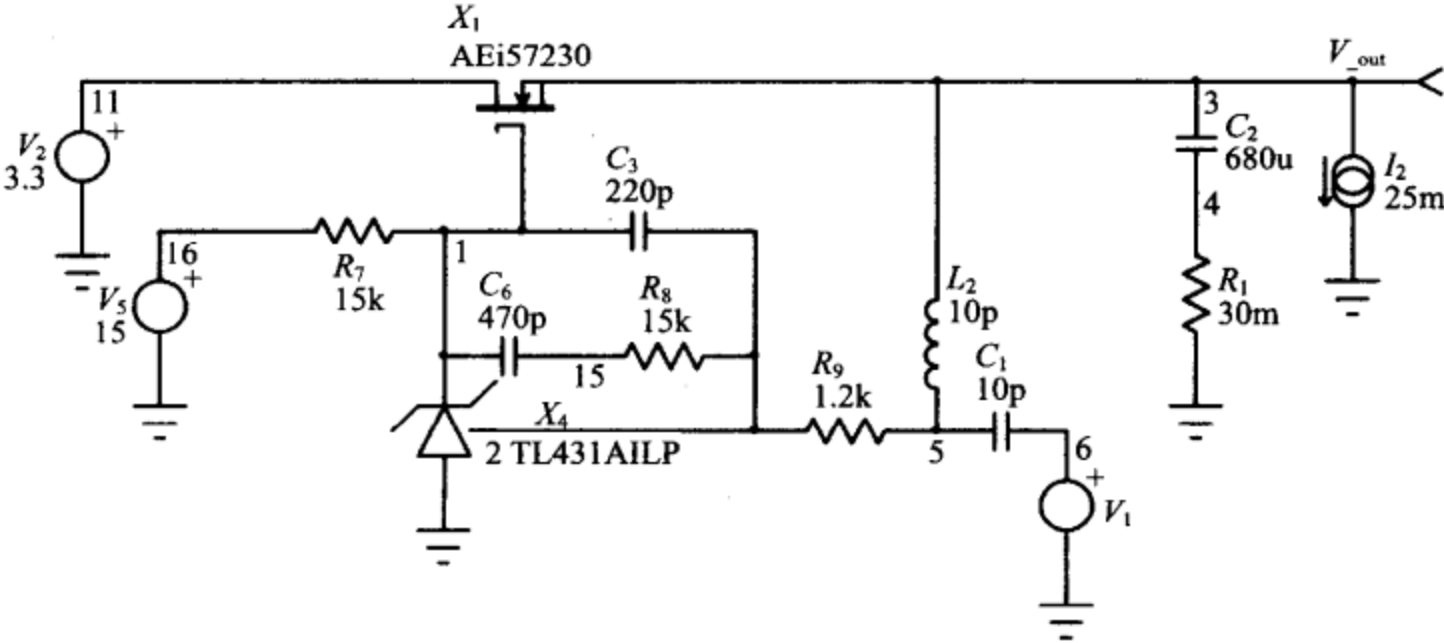 X₁
AEi57230
V_out
11
+
V₂
3.3
3
C₂
680u
I₂
25m
C₃
220p
4
16
+
R₇
15k
1
V₅
15
C₆
470p
R₈
15k
L₂
10p
R₁
30m
15
R₉
1.2k
C₁
10p
X₄
2 TL431AILP
5
6
+
V₁